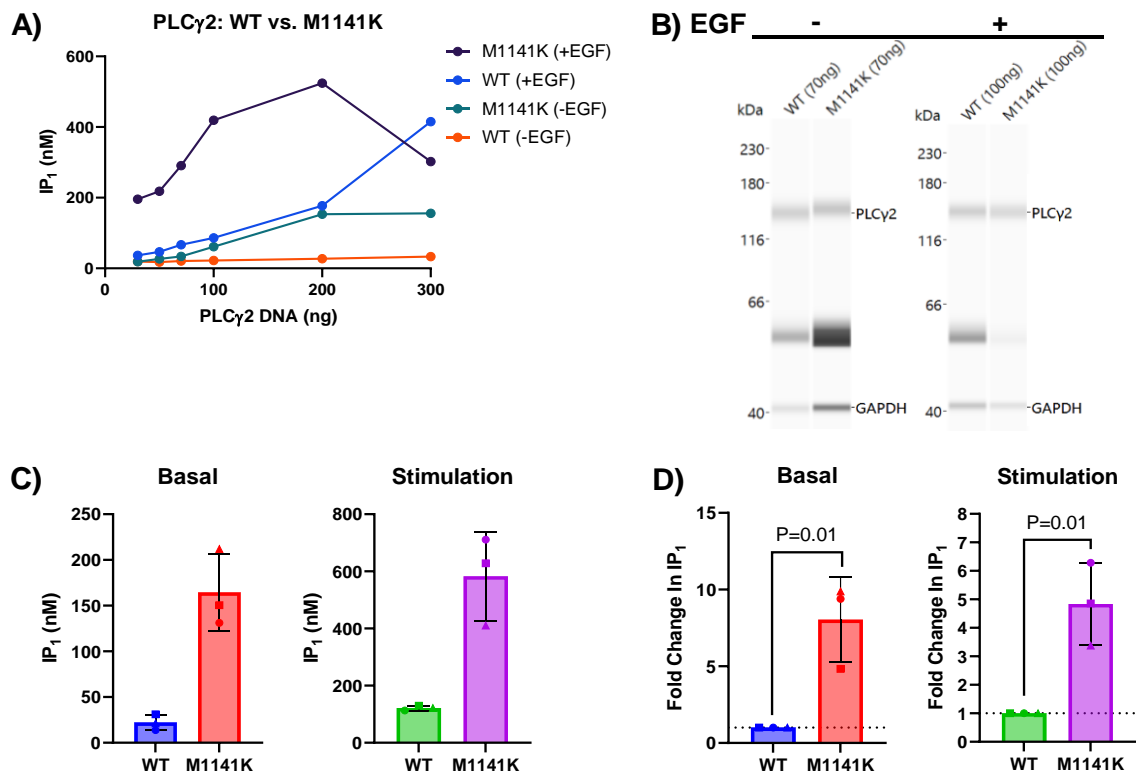 A)
PLCγ2: WT vs. M1141K
IP₁ (nM)
600
400
200
0
0
100
200
300
PLCγ2 DNA (ng)
M1141K (+EGF)
WT (+EGF)
M1141K (-EGF)
WT (-EGF)
B) EGF - +
WT (70ng)
M1141K (70ng)
kDa
230-
180-
116-
66-
40-
-PLCγ2
-GAPDH
WT (100ng)
M1141K (100ng)
kDa
230-
180-
116-
66-
40-
-PLCγ2
-GAPDH
C)
Basal
IP₁ (nM)
250
200
150
100
50
0
WT M1141K
Stimulation
IP₁ (nM)
800
600
400
200
0
WT M1141K
D)
Basal
Fold Change In IP₁
15
10
5
0
P=0.01
WT M1141K
Stimulation
Fold Change In IP₁
8
7
6
5
4
3
2
1
0
P=0.01
WT M1141K